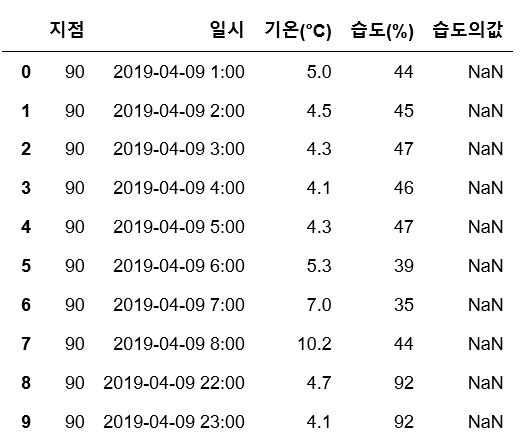 지점 일시 기온(°C) 습도(%) 습도의값
0 90 2019-04-09 1:00 5.0 44 NaN
1 90 2019-04-09 2:00 4.5 45 NaN
2 90 2019-04-09 3:00 4.3 47 NaN
3 90 2019-04-09 4:00 4.1 46 NaN
4 90 2019-04-09 5:00 4.3 47 NaN
5 90 2019-04-09 6:00 5.3 39 NaN
6 90 2019-04-09 7:00 7.0 35 NaN
7 90 2019-04-09 8:00 10.2 44 NaN
8 90 2019-04-09 22:00 4.7 92 NaN
9 90 2019-04-09 23:00 4.1 92 NaN